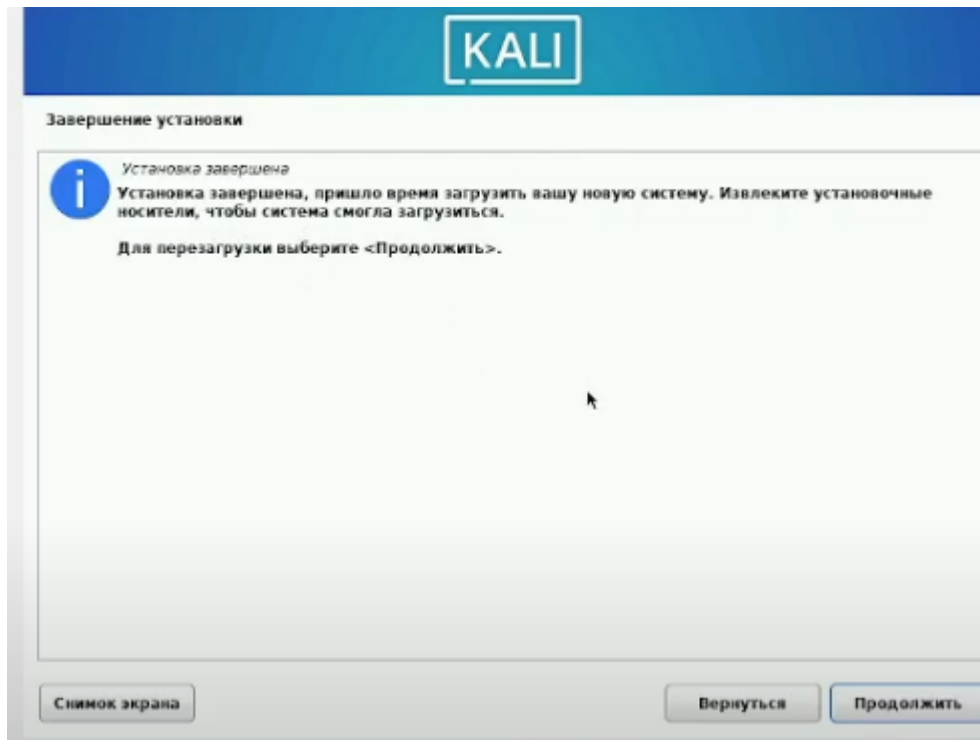 KALI
Завершение установки
Установка завершена
Установка завершена, пришло время загрузить вашу новую систему. Извлеките установочные
носители, чтобы система смогла загрузиться.
Для перезагрузки выберите <Продолжить>.
Снимок экрана
Вернуться
Продолжить